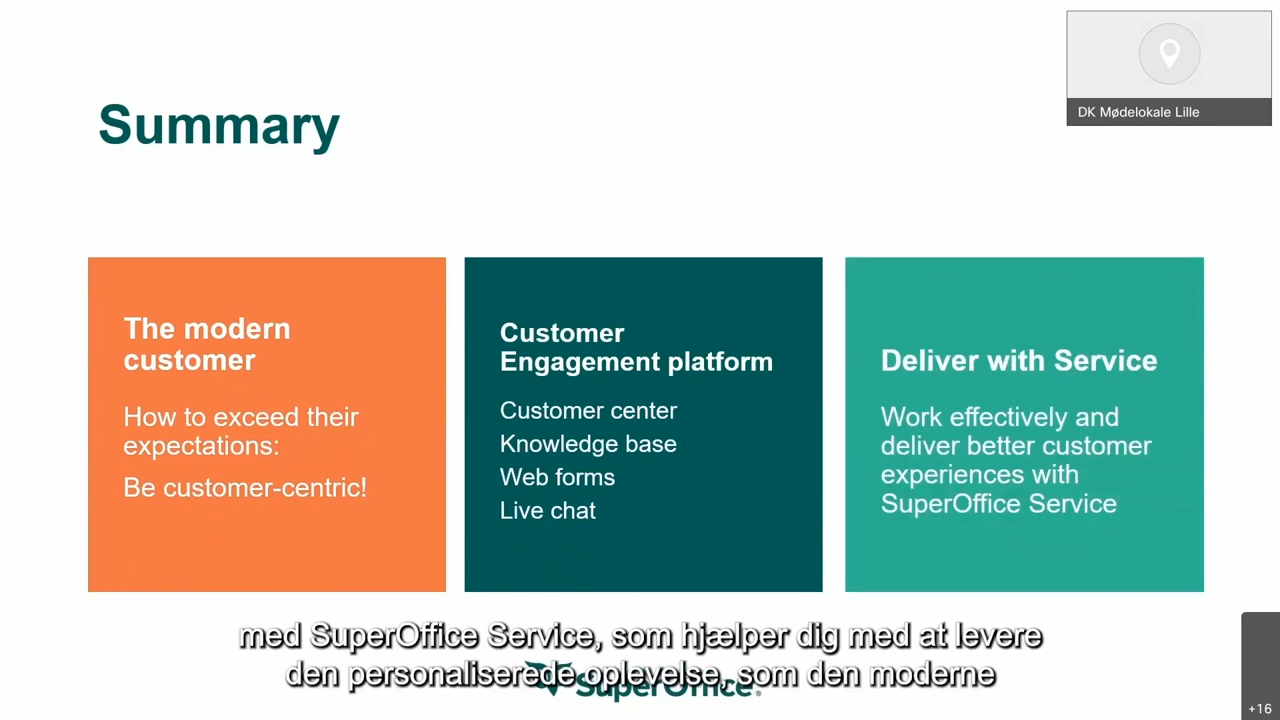 DK Mødelokale Lille
Summary
The modern
customer
How to exceed their
expectations:
Be customer-centric!
Customer
Engagement platform
Customer center
Knowledge base
Web forms
Live chat
Deliver with Service
Work effectively and
deliver better customer
experiences with
SuperOffice Service
med SuperOffice Service, som hjælper dig med at levere
den personaliserede oplevelse, som den moderne
SuperOffice®
+16